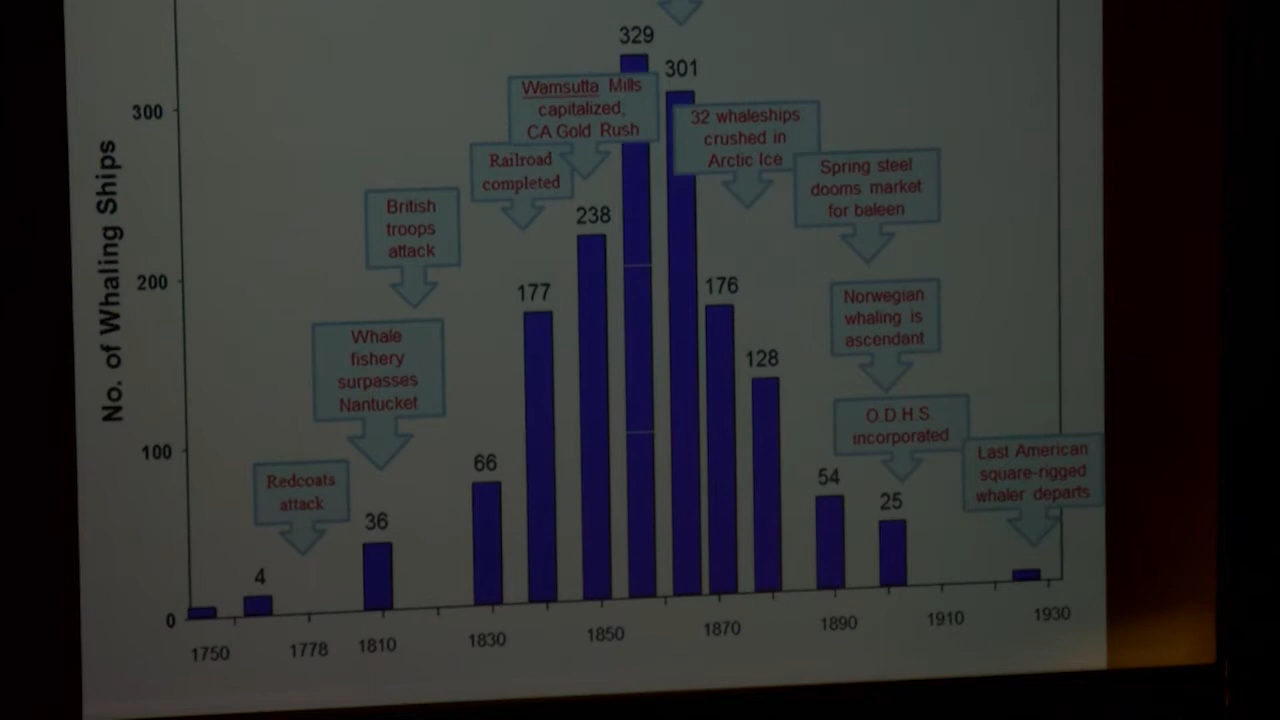 No. of Whaling Ships
300
200
100
0
329
301
Wamsutta Mills
capitalized,
CA Gold Rush
32 whaleships
crushed in
Arctic Ice
Railroad
completed
Spring steel
dooms market
for baleen
British
troops
attack
238
177
176
Norwegian
whaling is
ascendant
Whale
fishery
surpasses
Nantucket
128
O.D.H.S.
incorporated
Last American
square-rigged
whaler departs
Redcoats
attack
66
54
25
36
4
1750
1778
1810
1830
1850
1870
1890
1910
1930